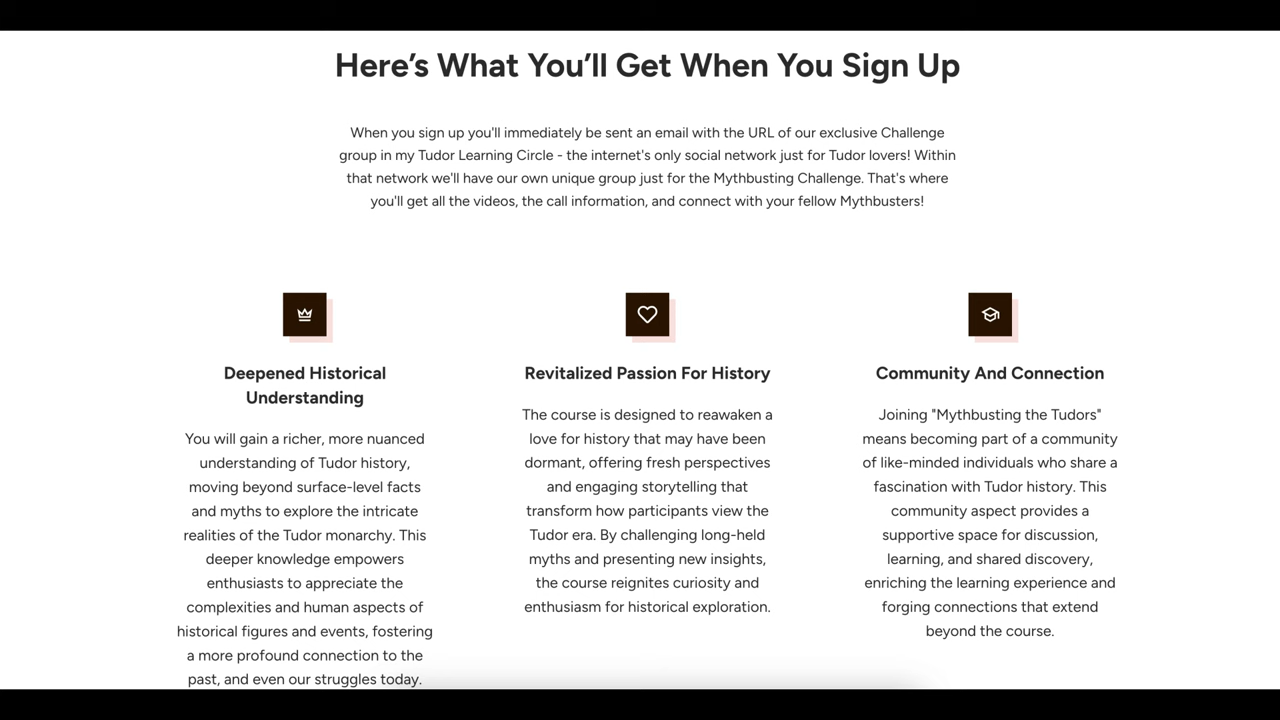 Here’s What You’ll Get When You Sign Up
When you sign up you'll immediately be sent an email with the URL of our exclusive Challenge
group in my Tudor Learning Circle - the internet's only social network just for Tudor lovers! Within
that network we'll have our own unique group just for the Mythbusting Challenge. That's where
you'll get all the videos, the call information, and connect with your fellow Mythbusters!
Deepened Historical
Understanding
You will gain a richer, more nuanced
understanding of Tudor history,
moving beyond surface-level facts
and myths to explore the intricate
realities of the Tudor monarchy. This
deeper knowledge empowers
enthusiasts to appreciate the
complexities and human aspects of
historical figures and events, fostering
a more profound connection to the
past, and even our struggles today.
Revitalized Passion For History
The course is designed to reawaken a
love for history that may have been
dormant, offering fresh perspectives
and engaging storytelling that
transform how participants view the
Tudor era. By challenging long-held
myths and presenting new insights,
the course reignites curiosity and
enthusiasm for historical exploration.
Community And Connection
Joining "Mythbusting the Tudors"
means becoming part of a community
of like-minded individuals who share a
fascination with Tudor history. This
community aspect provides a
supportive space for discussion,
learning, and shared discovery,
enriching the learning experience and
forging connections that extend
beyond the course.